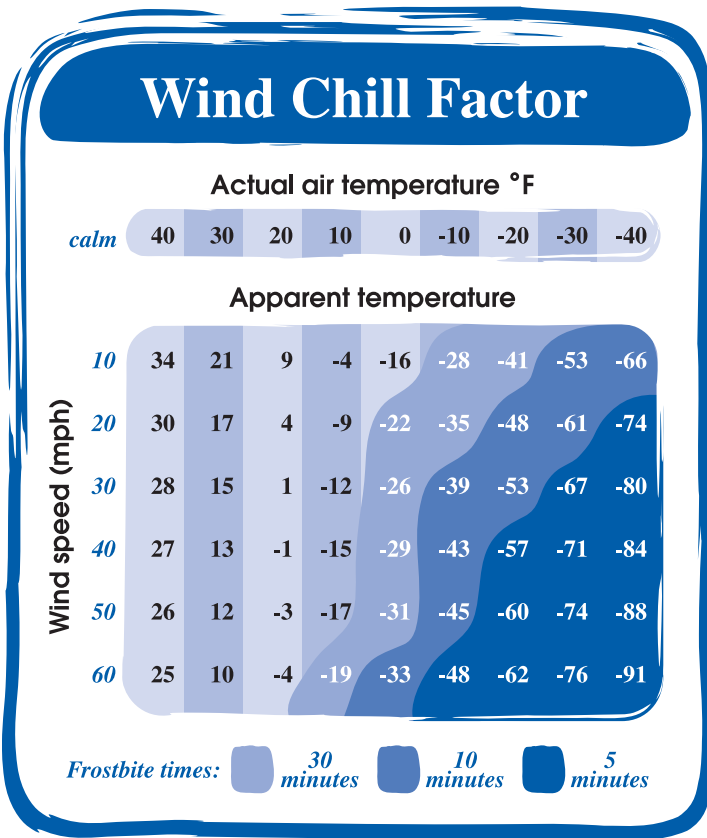 Wind Chill Factor
Actual air temperature °F
calm 40 30 20 10 0 -10 -20 -30 -40
Apparent temperature
Wind speed (mph)
10 34 21 9 -4 -16 -28 -41 -53 -66
20 30 17 4 -9 -22 -35 -48 -61 -74
30 28 15 1 -12 -26 -39 -53 -67 -80
40 27 13 -1 -15 -29 -43 -57 -71 -84
50 26 12 -3 -17 -31 -45 -60 -74 -88
60 25 10 -4 -19 -33 -48 -62 -76 -91
Frostbite times: 30 minutes 10 minutes 5 minutes